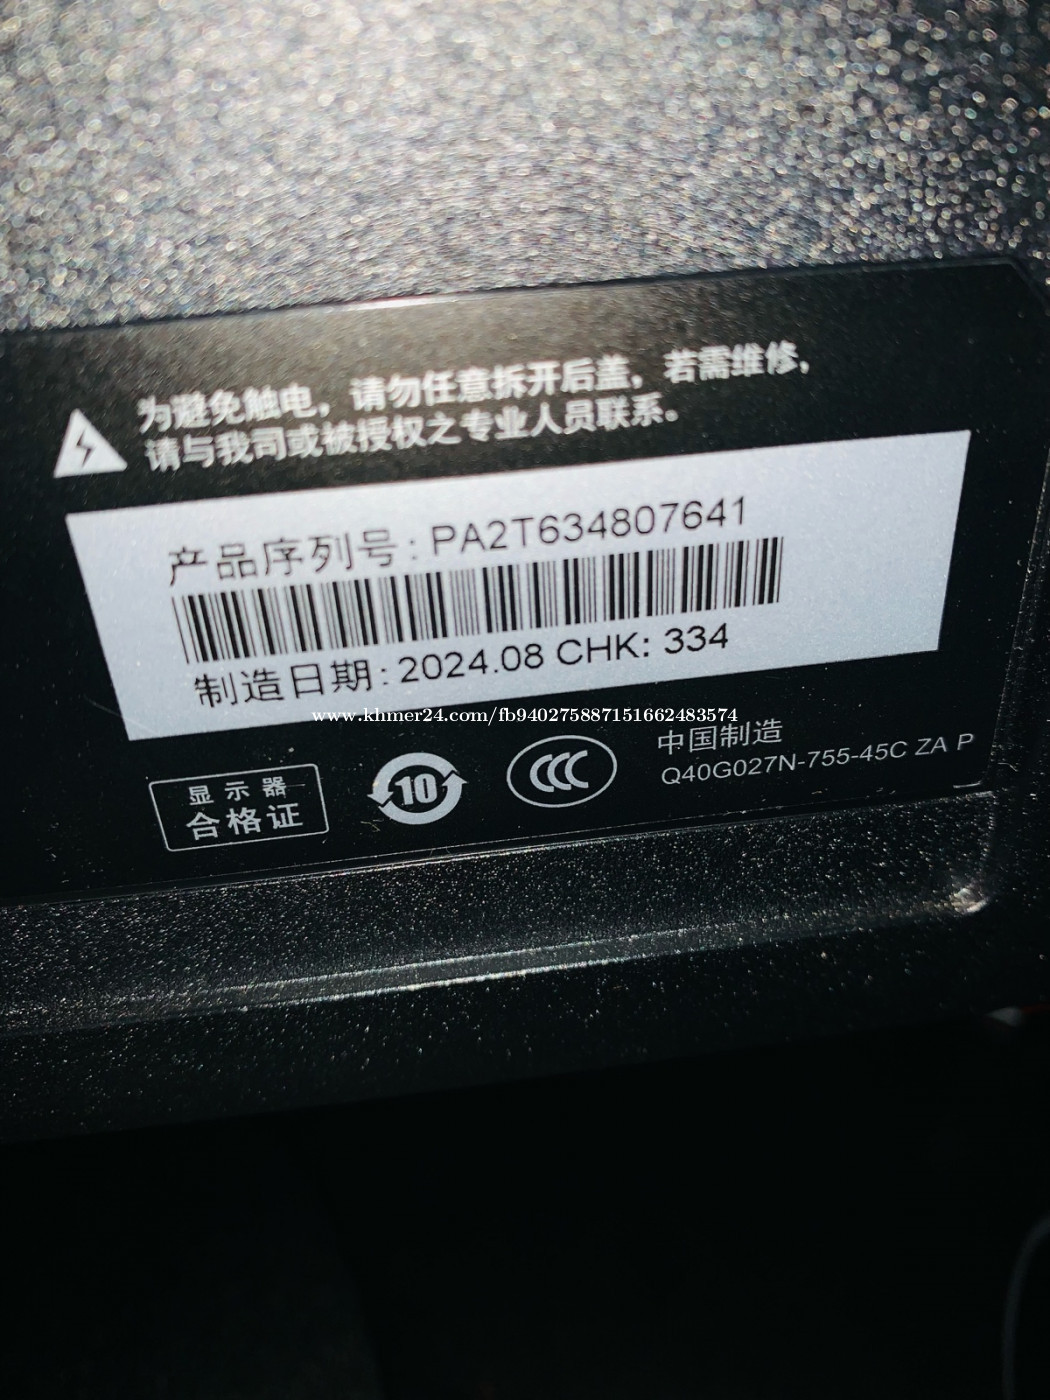 为避免触电，请勿任意拆开后盖，若需维修，
请与我司或被授权之专业人员联系。
产品序列号: PA2T634807641
制造日期: 2024.08 CHK: 334
www.khmer24.com/fb940275887151662483574
显示器
合格证
10
CCC
中国制造
Q40G027N-755-45C ZA P